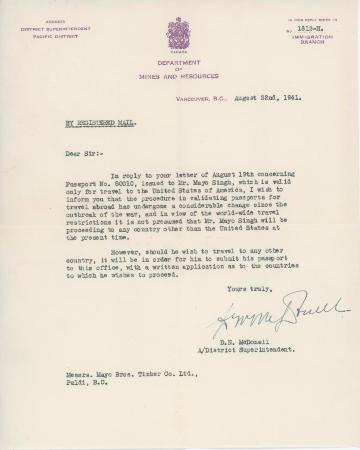 ADDRESS
DISTRICT SUPERINTENDENT
PACIFIC DISTRICT
IN YOUR REPLY REFER TO
No. 1612-H.
IMMIGRATION
BRANCH
CANADA
DEPARTMENT
OF
MINES AND RESOURCES
VANCOUVER, B.C., August 22nd, 1941.
BY REGISTERED MAIL.
Dear Sir:-
In reply to your letter of August 19th concerning
Passport No. 80010, issued to Mr. Mayo Singh, which is valid
only for travel to the United States of America, I wish to
inform you that the procedure in validating passports for
travel abroad has undergone a considerable change since the
outbreak of the war, and in view of the world-wide travel
restrictions it is not presumed that Mr. Mayo Singh will be
proceeding to any country other than the United States at
the present time.
However, should he wish to travel to any other
country, it will be in order for him to submit his passport
to this office, with a written application as to the countries
to which he wishes to proceed.
Yours truly,
D.N. McDonell
A/District Superintendent.
Messrs. Mayo Bros. Timber Co. Ltd.,
Paldi, B.C.